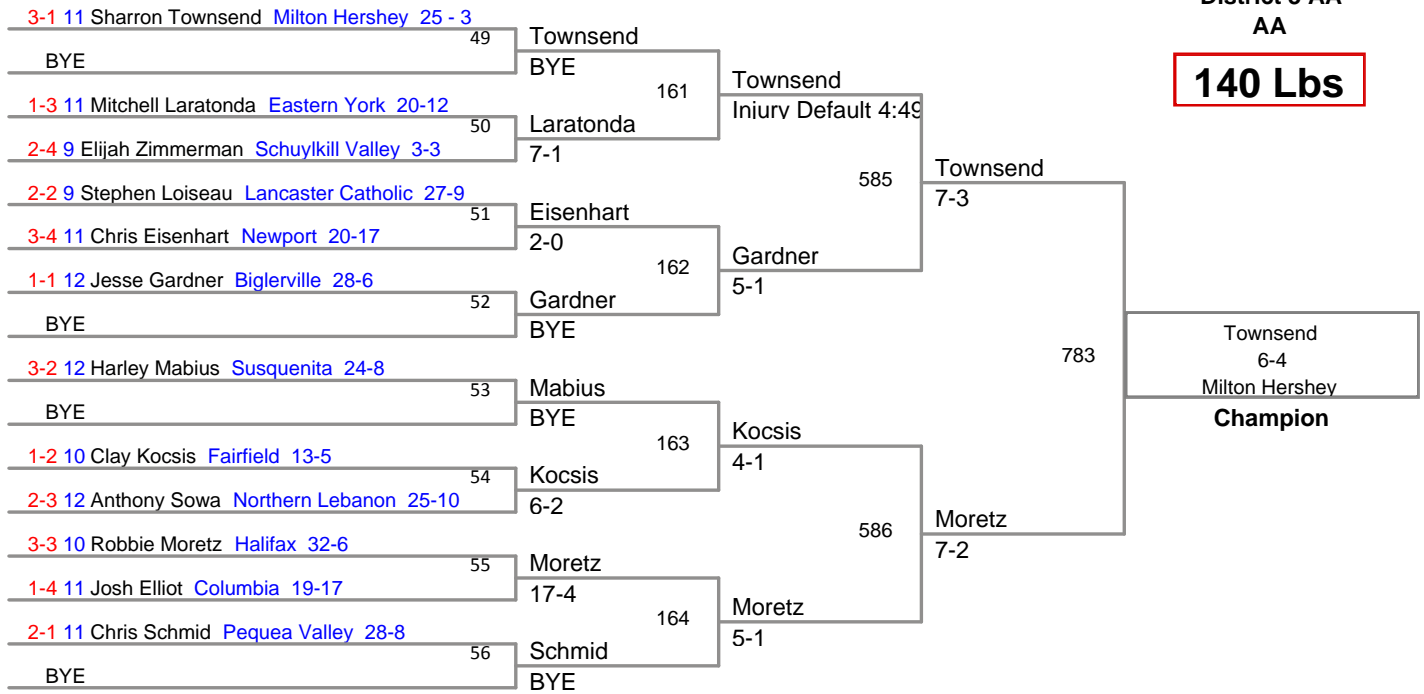 District 3 AA
AA
140 Lbs
3-1 11 Sharron Townsend Milton Hershey 25 - 3
49
BYE
Townsend
BYE
1-3 11 Mitchell Laratonda Eastern York 20-12
50
2-4 9 Elijah Zimmerman Schuylkill Valley 3-3
Laratonda
7-1
161
Townsend
Injury Default 4:49
2-2 9 Stephen Loiseau Lancaster Catholic 27-9
51
3-4 11 Chris Eisenhart Newport 20-17
Eisenhart
2-0
1-1 12 Jesse Gardner Biglerville 28-6
52
BYE
Gardner
BYE
162
Gardner
5-1
585
Townsend
7-3
3-2 12 Harley Mabius Susquenita 24-8
53
BYE
Mabius
BYE
1-2 10 Clay Kocsis Fairfield 13-5
54
2-3 12 Anthony Sowa Northern Lebanon 25-10
Kocsis
6-2
163
Kocsis
4-1
3-3 10 Robbie Moretz Halifax 32-6
55
1-4 11 Josh Elliot Columbia 19-17
Moretz
17-4
2-1 11 Chris Schmid Pequea Valley 28-8
56
BYE
Schmid
BYE
164
Moretz
5-1
586
Moretz
7-2
783
Townsend
6-4
Milton Hershey
Champion